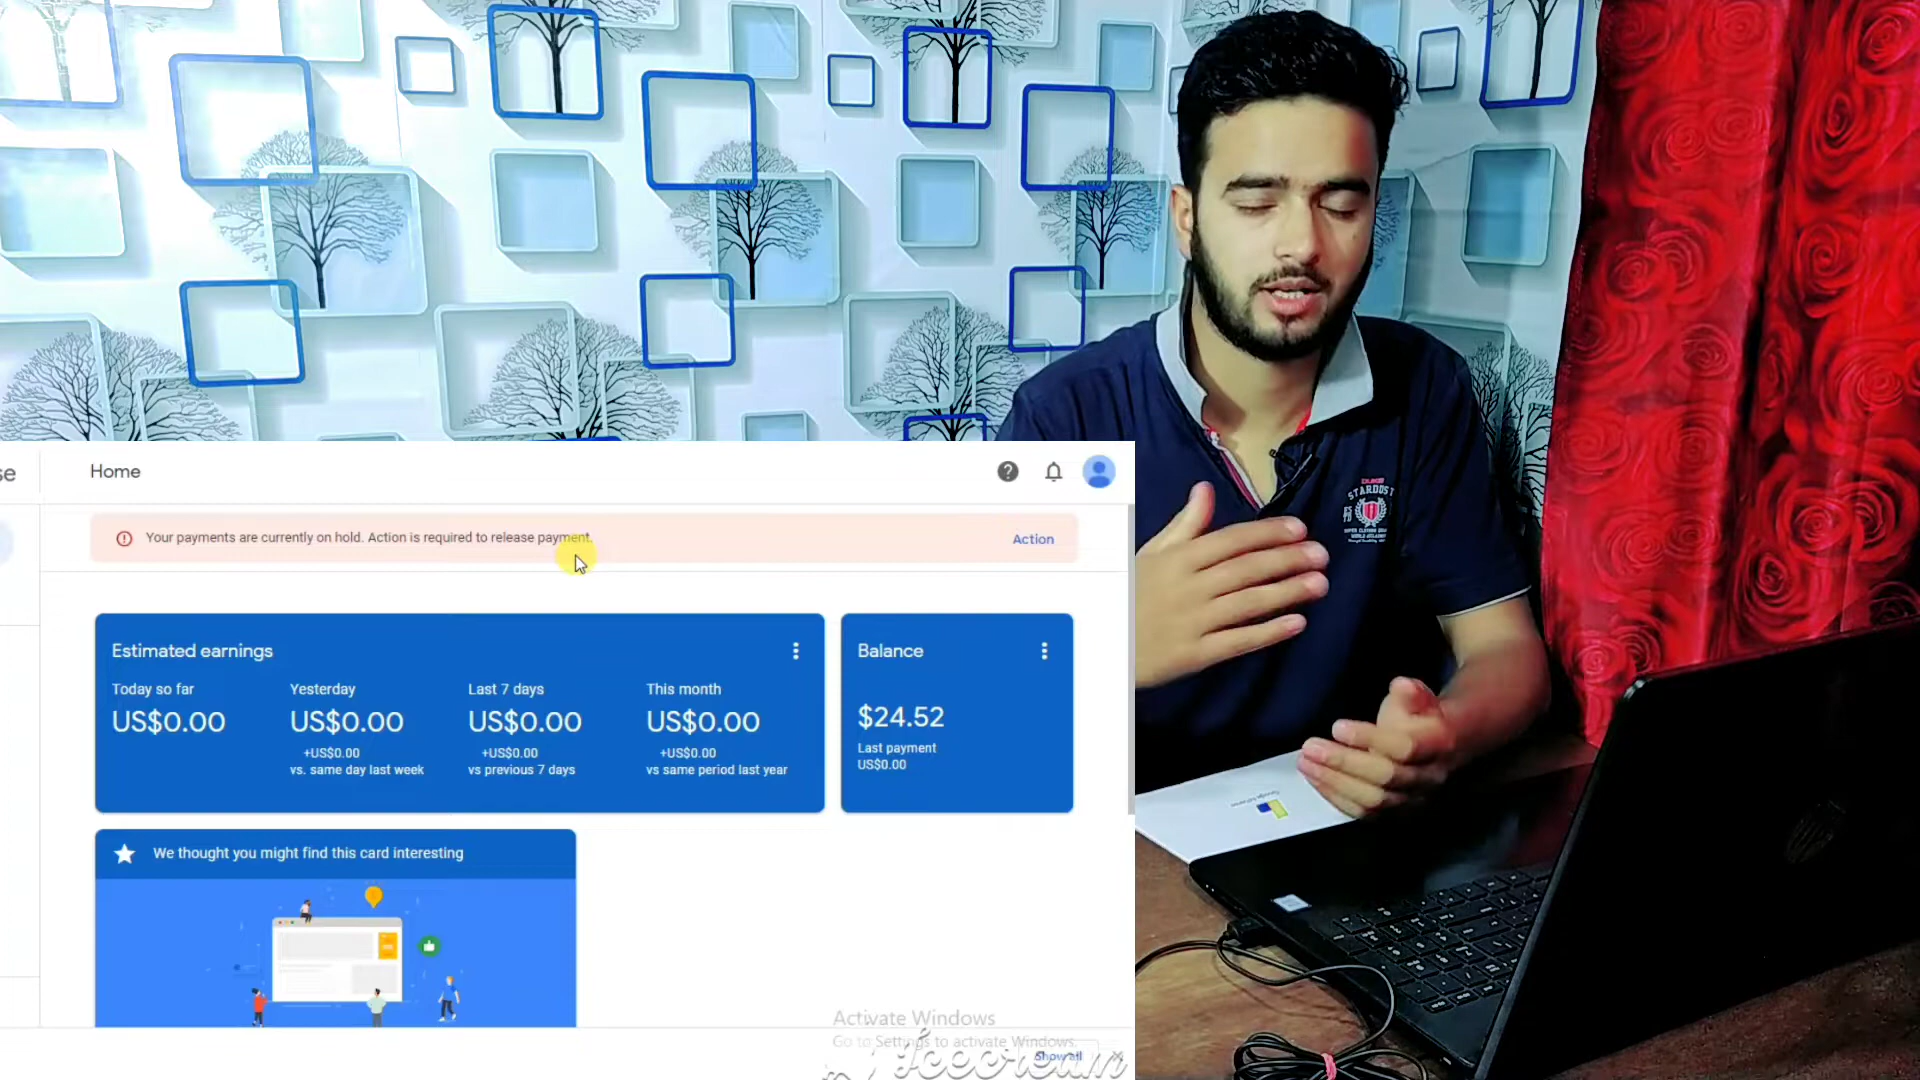 se
Home
Your payments are currently on hold. Action is required to release payment.
Action
Estimated earnings
Today so far
US$0.00
Yesterday
US$0.00
+US$0.00
vs. same day last week
Last 7 days
US$0.00
+US$0.00
vs previous 7 days
This month
US$0.00
+US$0.00
vs same period last year
Balance
$24.52
Last payment
US$0.00
We thought you might find this card interesting
Activate Windows
Go to Settings to activate Windows.
Show all
Icecream
STARDUST